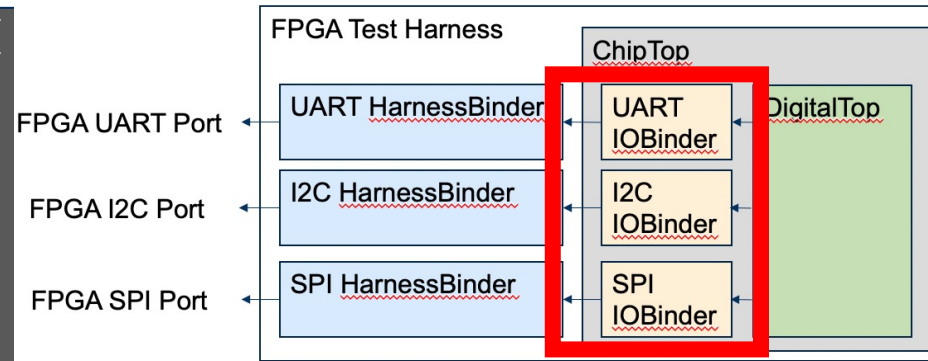 FPGA Test Harness
ChipTop
UART HarnessBinder
UART
IOBinder
DigitalTop
FPGA UART Port
I2C HarnessBinder
I2C
IOBinder
FPGA I2C Port
SPI HarnessBinder
SPI
IOBinder
FPGA SPI Port